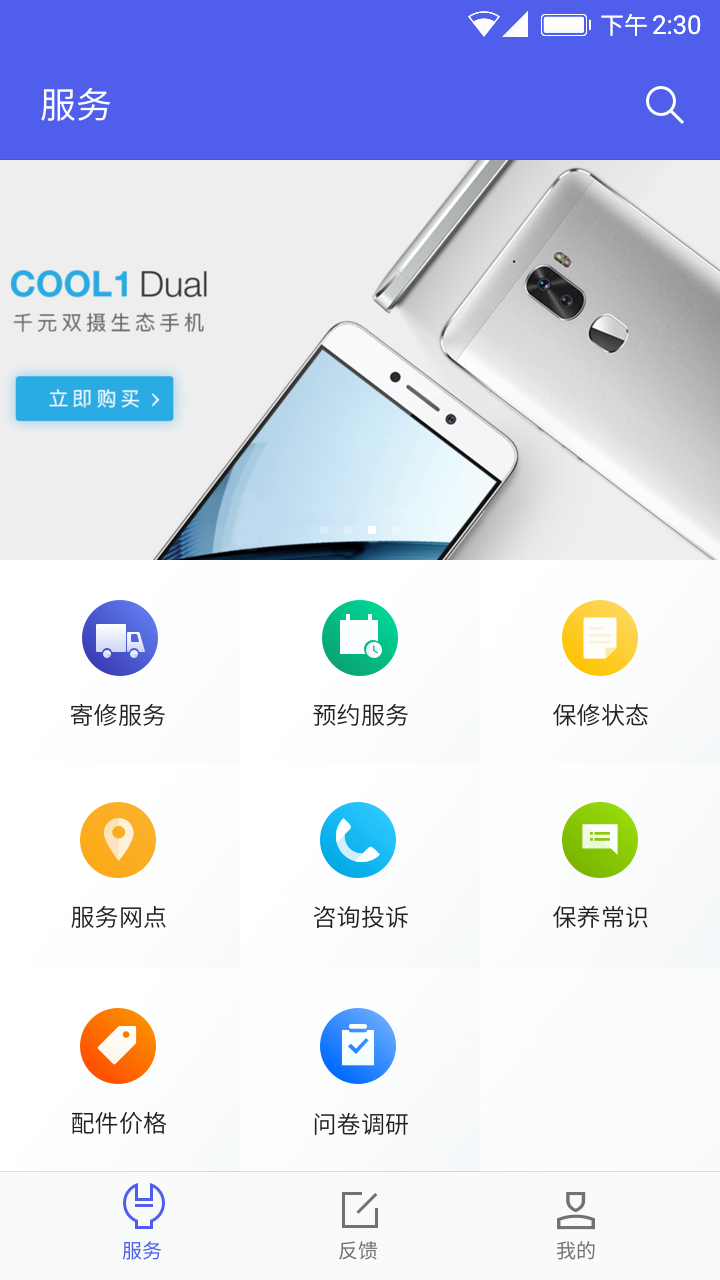 下午 2:30
服务
COOL1 Dual
千元双摄生态手机
立即购买
寄修服务
预约服务
保修状态
服务网点
咨询投诉
保养常识
配件价格
问卷调研
服务
反馈
我的